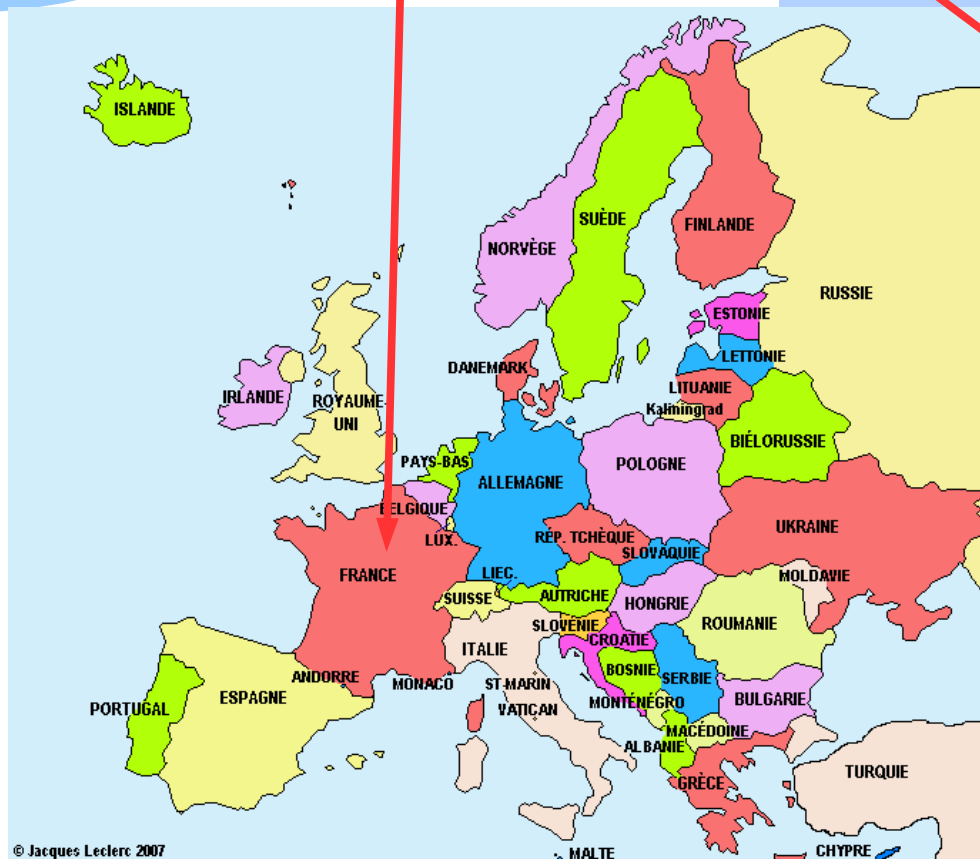 ISLANDE
SUÈDE
FINLANDE
NORVÈGE
RUSSIE
ESTONIE
LETTONIE
DANEMARK
LITUANIE
IRLANDE
ROYAUME-
UNI
Kaliningrad
BIÉLORUSSIE
PAYS-BAS
POLOGNE
ALLEMAGNE
BELGIQUE
UKRAINE
LUX.
RÉP. TCHÈQUE
SLOVAQUIE
FRANCE
LIEC.
MOLDAVIE
SUISSE
AUTRICHE
HONGRIE
SLOVÉNIE
ROUMANIE
CROATIE
ITALIE
BOSNIE
ANDORRE
MONACO
ST-MARIN
SERBIE
ESPAGNE
MONTÉNÉGRO
BULGARIE
PORTUGAL
VATICAN
MACÉDOINE
ALBANIE
TURQUIE
GRÈCE
© Jacques Leclerc 2007
MALTE
CHYPRE